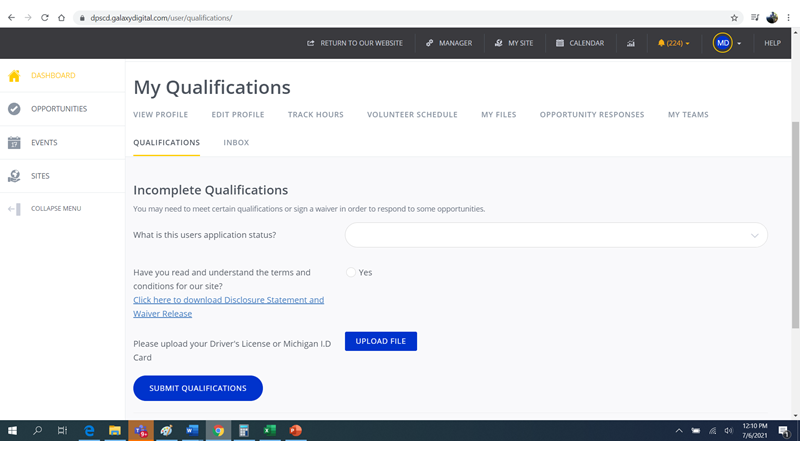 dpscd.galaxydigital.com/user/qualifications/
RETURN TO OUR WEBSITE MANAGER MY SITE CALENDAR (224) MD HELP
DASHBOARD
OPPORTUNITIES
17 EVENTS
SITES
COLLAPSE MENU
My Qualifications
VIEW PROFILE EDIT PROFILE TRACK HOURS VOLUNTEER SCHEDULE MY FILES OPPORTUNITY RESPONSES MY TEAMS
QUALIFICATIONS INBOX
Incomplete Qualifications
You may need to meet certain qualifications or sign a waiver in order to respond to some opportunities.
What is this users application status?
Have you read and understand the terms and Yes
conditions for our site?
Click here to download Disclosure Statement and
Waiver Release
Please upload your Driver's License or Michigan I.D UPLOAD FILE
Card
SUBMIT QUALIFICATIONS
12:10 PM
7/6/2021